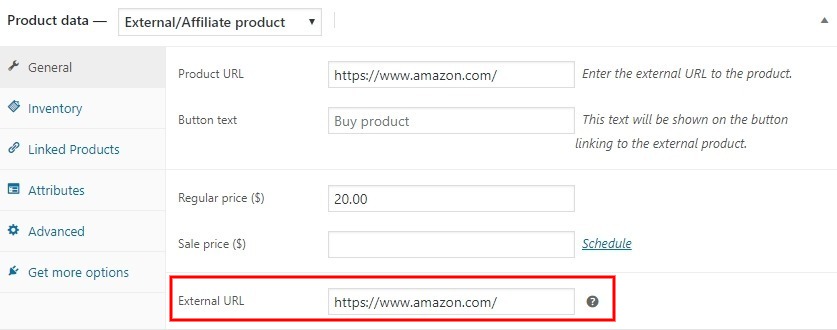 Product data — External/Affiliate product
General
Inventory
Linked Products
Attributes
Advanced
Get more options
Product URL https://www.amazon.com/ Enter the external URL to the product.
Button text Buy product This text will be shown on the button
linking to the external product.
Regular price ($) 20.00
Sale price ($) Schedule
External URL https://www.amazon.com/ ?